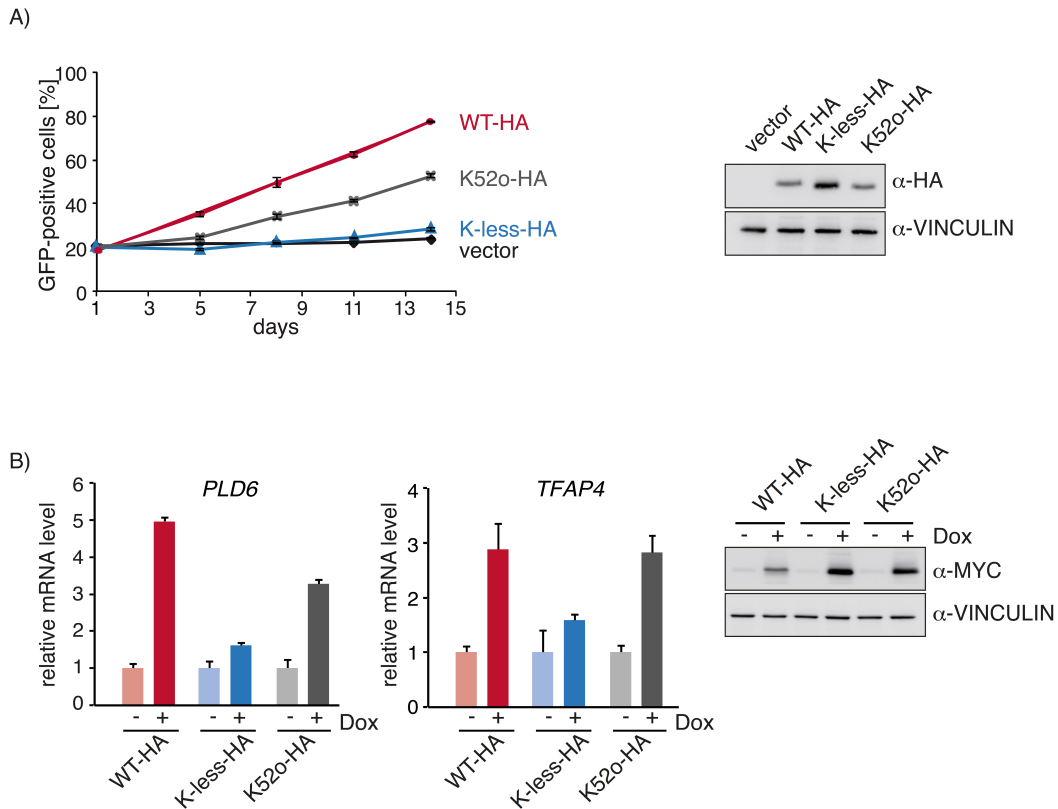 A)
GFP-positive cells [%]
100
80
60
40
20
0
1 3 5 7 9 11 13 15
days
WT-HA
K52o-HA
K-less-HA
vector
vector
WT-HA
K-less-HA
K52o-HA
α-HA
α-VINCULIN
B)
relative mRNA level
PLD6
6
5
4
3
2
1
0
- + - + - + Dox
WT-HA
K-less-HA
K52o-HA
relative mRNA level
TFAP4
4
3
2
1
0
- + - + - + Dox
WT-HA
K-less-HA
K52o-HA
WT-HA
K-less-HA
K52o-HA
- + - + - + Dox
α-MYC
α-VINCULIN